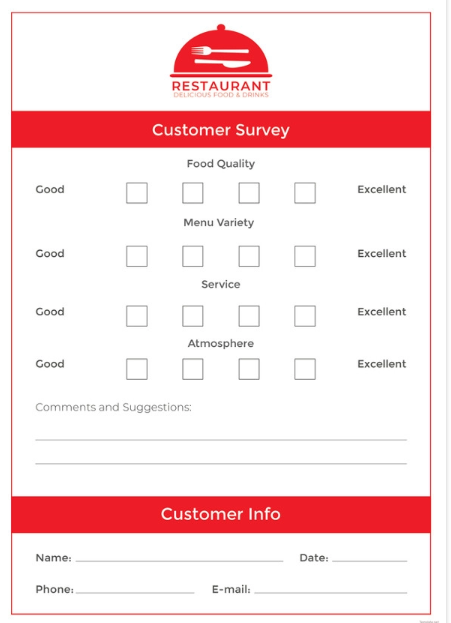 RESTAURANT
DELICIOUS FOOD & DRINKS
Customer Survey
Food Quality
Good Excellent
Menu Variety
Good Excellent
Service
Good Excellent
Atmosphere
Good Excellent
Comments and Suggestions:
Customer Info
Name: Date:
Phone: E-mail: